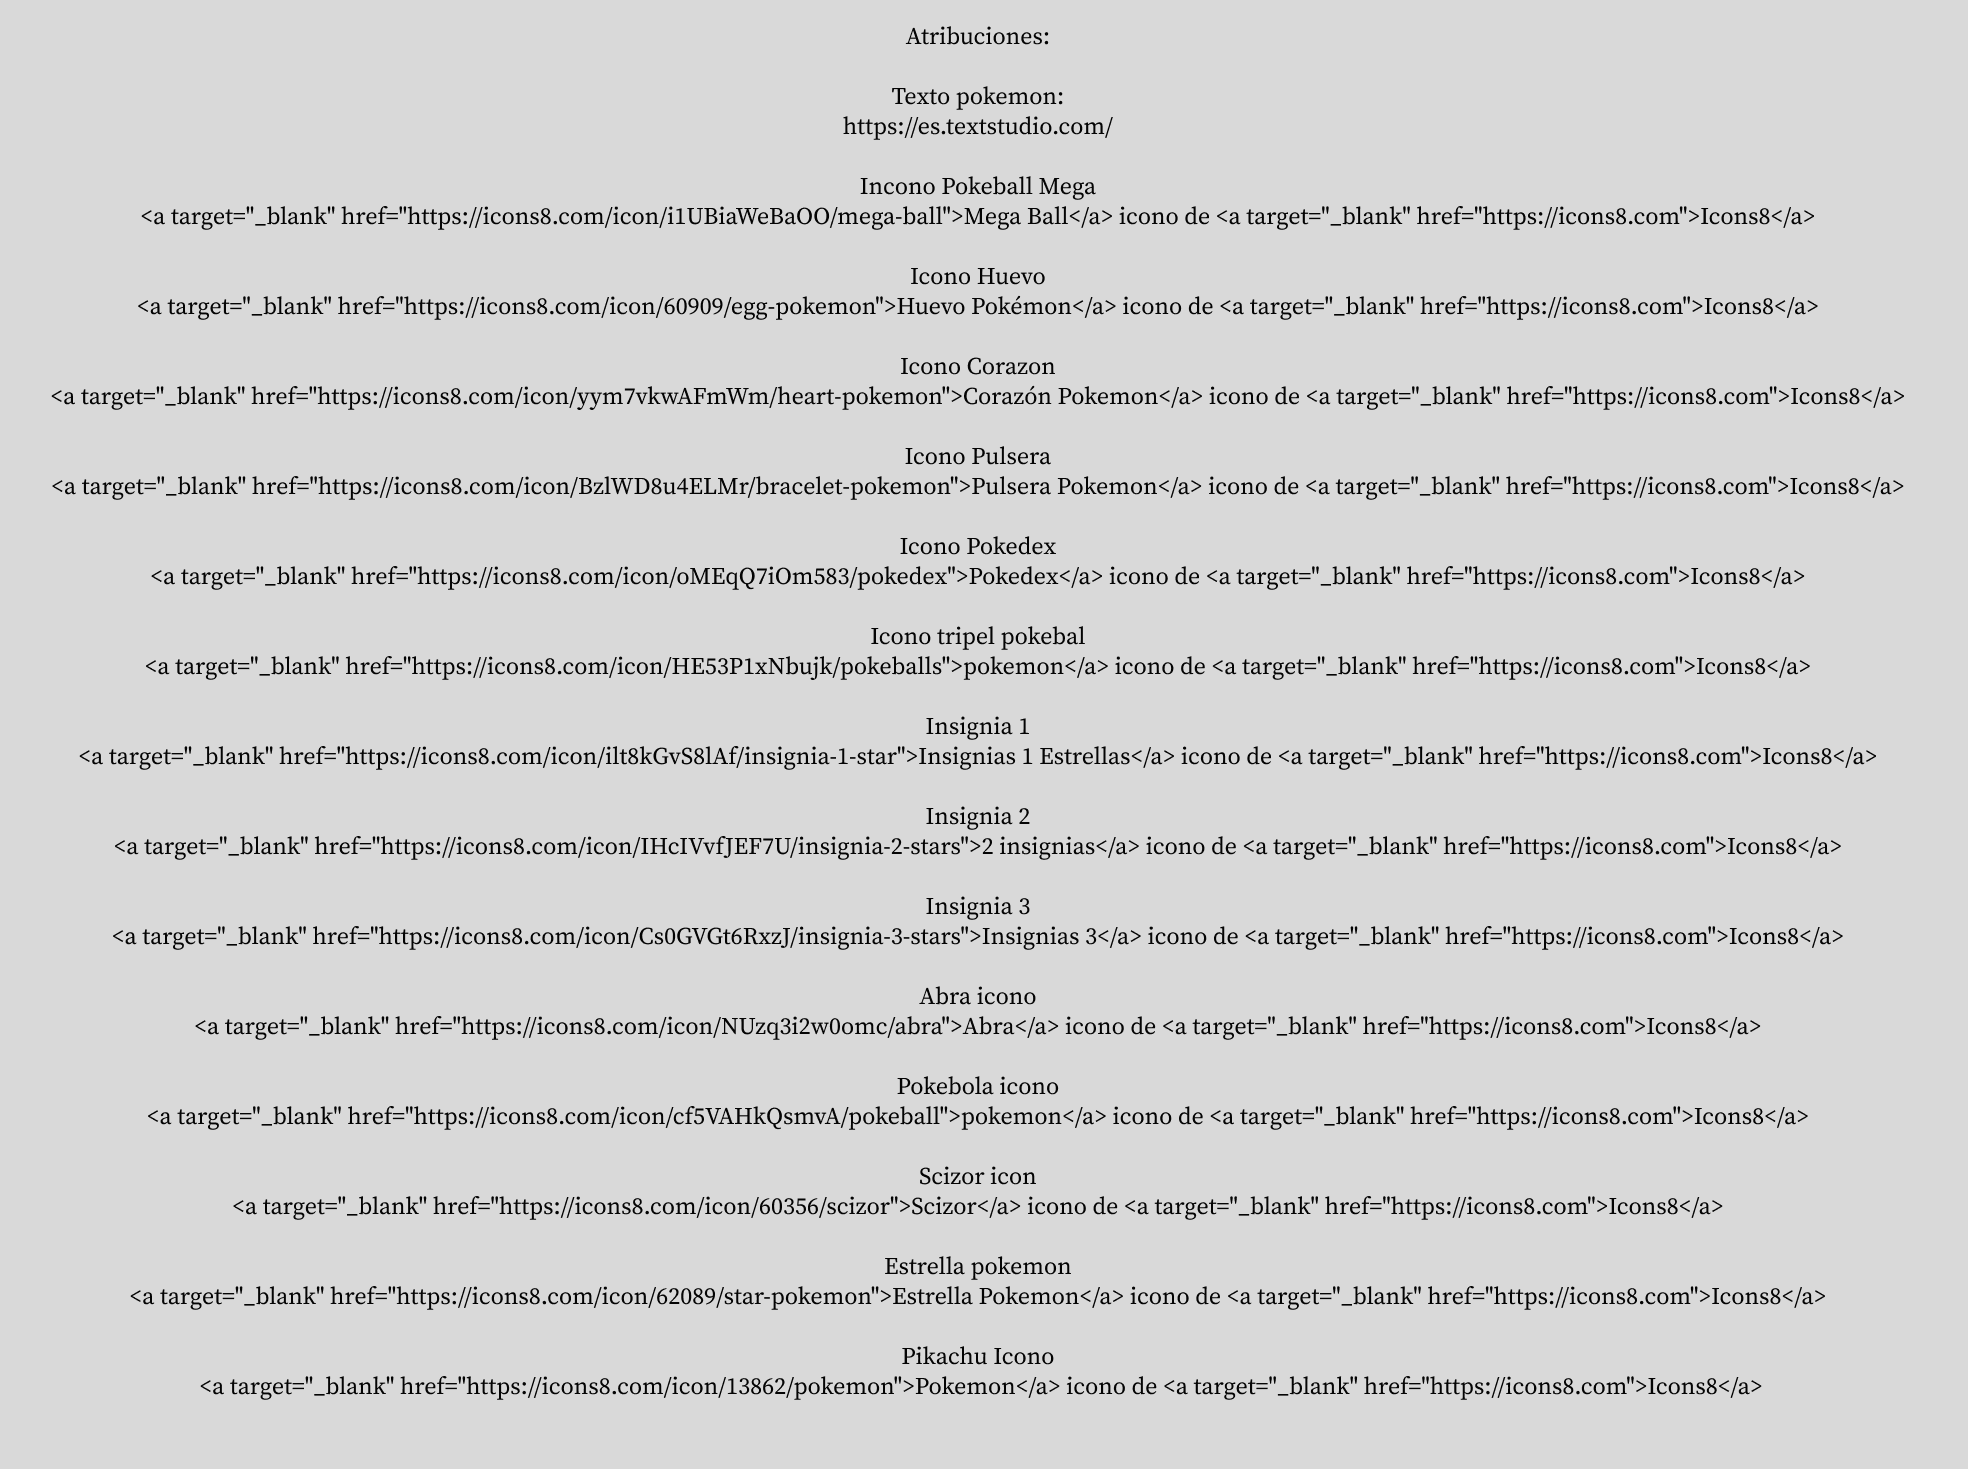 Atribuciones:
Texto pokemon:
https://es.textstudio.com/
Incono Pokeball Mega
<a target="_blank" href="https://icons8.com/icon/i1UBiaWeBaOO/mega-ball">Mega Ball</a> icono de <a target="_blank" href="https://icons8.com">Icons8</a>
Icono Huevo
<a target="_blank" href="https://icons8.com/icon/60909/egg-pokemon">Huevo Pokémon</a> icono de <a target="_blank" href="https://icons8.com">Icons8</a>
Icono Corazon
<a target="_blank" href="https://icons8.com/icon/yym7vkwAFmWm/heart-pokemon">Corazón Pokemon</a> icono de <a target="_blank" href="https://icons8.com">Icons8</a>
Icono Pulsera
<a target="_blank" href="https://icons8.com/icon/BzlWD8u4ELMr/bracelet-pokemon">Pulsera Pokemon</a> icono de <a target="_blank" href="https://icons8.com">Icons8</a>
Icono Pokedex
<a target="_blank" href="https://icons8.com/icon/oMEqQ7iOm583/pokedex">Pokedex</a> icono de <a target="_blank" href="https://icons8.com">Icons8</a>
Icono tripel pokebal
<a target="_blank" href="https://icons8.com/icon/HE53P1xNbujk/pokeballs">pokemon</a> icono de <a target="_blank" href="https://icons8.com">Icons8</a>
Insignia 1
<a target="_blank" href="https://icons8.com/icon/ilt8kGvS8lAf/insignia-1-star">Insignias 1 Estrellas</a> icono de <a target="_blank" href="https://icons8.com">Icons8</a>
Insignia 2
<a target="_blank" href="https://icons8.com/icon/IHcIVvfJEF7U/insignia-2-stars">2 insignias</a> icono de <a target="_blank" href="https://icons8.com">Icons8</a>
Insignia 3
<a target="_blank" href="https://icons8.com/icon/Cs0GVGt6RxzJ/insignia-3-stars">Insignias 3</a> icono de <a target="_blank" href="https://icons8.com">Icons8</a>
Abra icono
<a target="_blank" href="https://icons8.com/icon/NUzq3i2w0omc/abra">Abra</a> icono de <a target="_blank" href="https://icons8.com">Icons8</a>
Pokebola icono
<a target="_blank" href="https://icons8.com/icon/cf5VAHkQsmvA/pokeball">pokemon</a> icono de <a target="_blank" href="https://icons8.com">Icons8</a>
Scizor icon
<a target="_blank" href="https://icons8.com/icon/60356/scizor">Scizor</a> icono de <a target="_blank" href="https://icons8.com">Icons8</a>
Estrella pokemon
<a target="_blank" href="https://icons8.com/icon/62089/star-pokemon">Estrella Pokemon</a> icono de <a target="_blank" href="https://icons8.com">Icons8</a>
Pikachu Icono
<a target="_blank" href="https://icons8.com/icon/13862/pokemon">Pokemon</a> icono de <a target="_blank" href="https://icons8.com">Icons8</a>